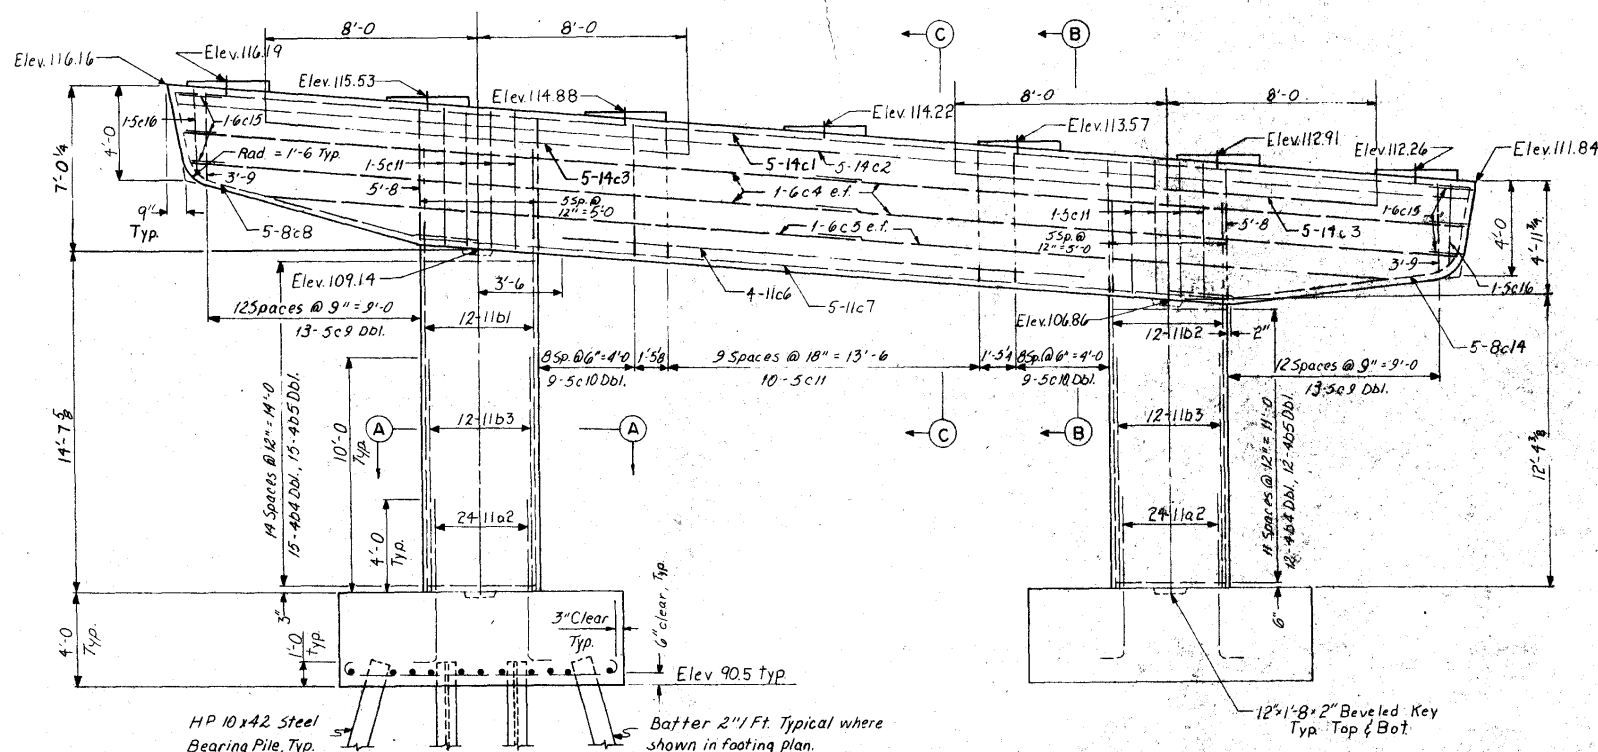 8'-0
8'-0
C
B
Elev. 116.16
Elev. 116.19
Elev. 115.53
Elev. 114.88
Elev. 114.22
8'-0
8'-0
Elev. 113.57
Elev. 112.91
Elev. 112.26
Elev. 111.84
7'-0 1/4
4'-0
1-5c16
1-6c15
Rad. = 1'-6 Typ.
3'-9
1-5c11
5'-8
5 Sp. @
12" = 5'-0
5-14c3
5-14c1
5-14c2
1-6c4 e.f.
1-6c5 e.f.
1-5c11
5 Sp. @
12" = 5'-0
5'-8
5-14c3
1-6c15
3'-9
4'-0
4'-11 3/4
1-5c16
9"
Typ.
5-8c8
Elev. 109.14
3'-6
4-11c6
5-11c7
Elev. 106.86
12 Spaces @ 9" = 9'-0
13-5c9 Dbl.
12-11b1
12-11b2
2"
5-8c14
8 Sp. @ 6" = 4'-0
9-5c10 Dbl.
9 Spaces @ 18" = 13'-6
10-5c11
8 Sp. @ 6" = 4'-0
9-5c10 Dbl.
12 Spaces @ 9" = 9'-0
13-5c9 Dbl.
14'-7 5/8
14 Spaces @ 12" = 14'-0
15-4b4 Dbl., 15-4b5 Dbl.
10'-0
Typ.
A
12-11b3
A
C
B
12-11b3
11 Spaces @ 12" = 11'-0
12-4b4 Dbl., 12-4b5 Dbl.
12'-4 3/8
4'-0
Typ.
24-11a2
24-11a2
4'-0
Typ.
3"
1'-0
Typ.
3" Clear
Typ.
6" clear, Typ.
6"
Elev 90.5 Typ.
HP 10 x 42 Steel
Bearing Pile, Typ.
Batter 2"/Ft. Typical where
shown in footing plan.
12"x1'-8x2" Beveled Key
Typ. Top & Bot.